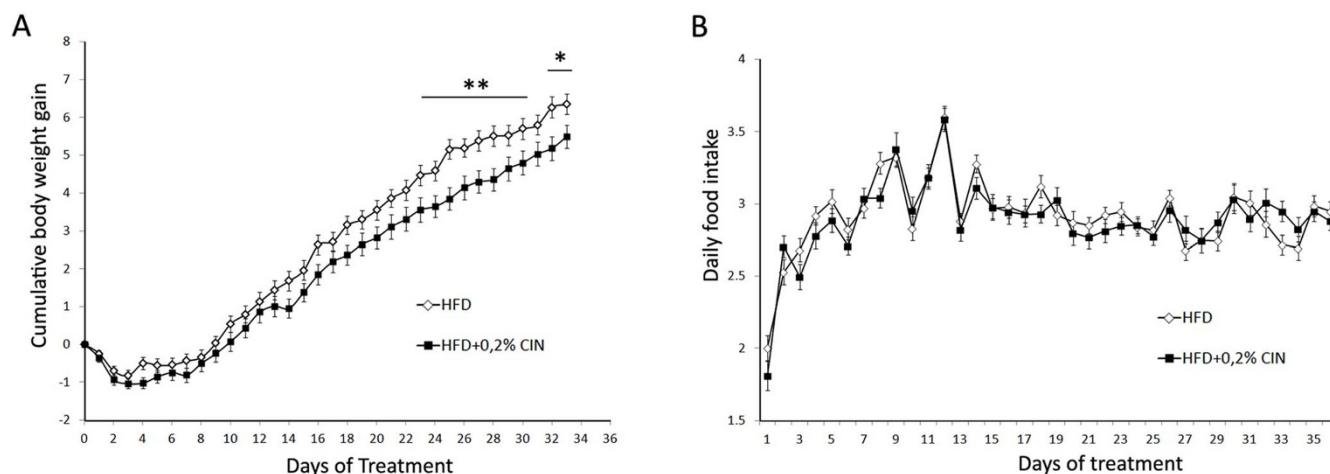 A
Cumulative body weight gain
8
7
6
5
4
3
2
1
0
-1
-2
**
*
HFD
HFD+0,2% CIN
0 2 4 6 8 10 12 14 16 18 20 22 24 26 28 30 32 34 36
Days of Treatment
B
Daily food intake
4
3.5
3
2.5
2
1.5
HFD
HFD+0,2% CIN
1 3 5 7 9 11 13 15 17 19 21 23 25 27 29 31 33 35
Days of treatment